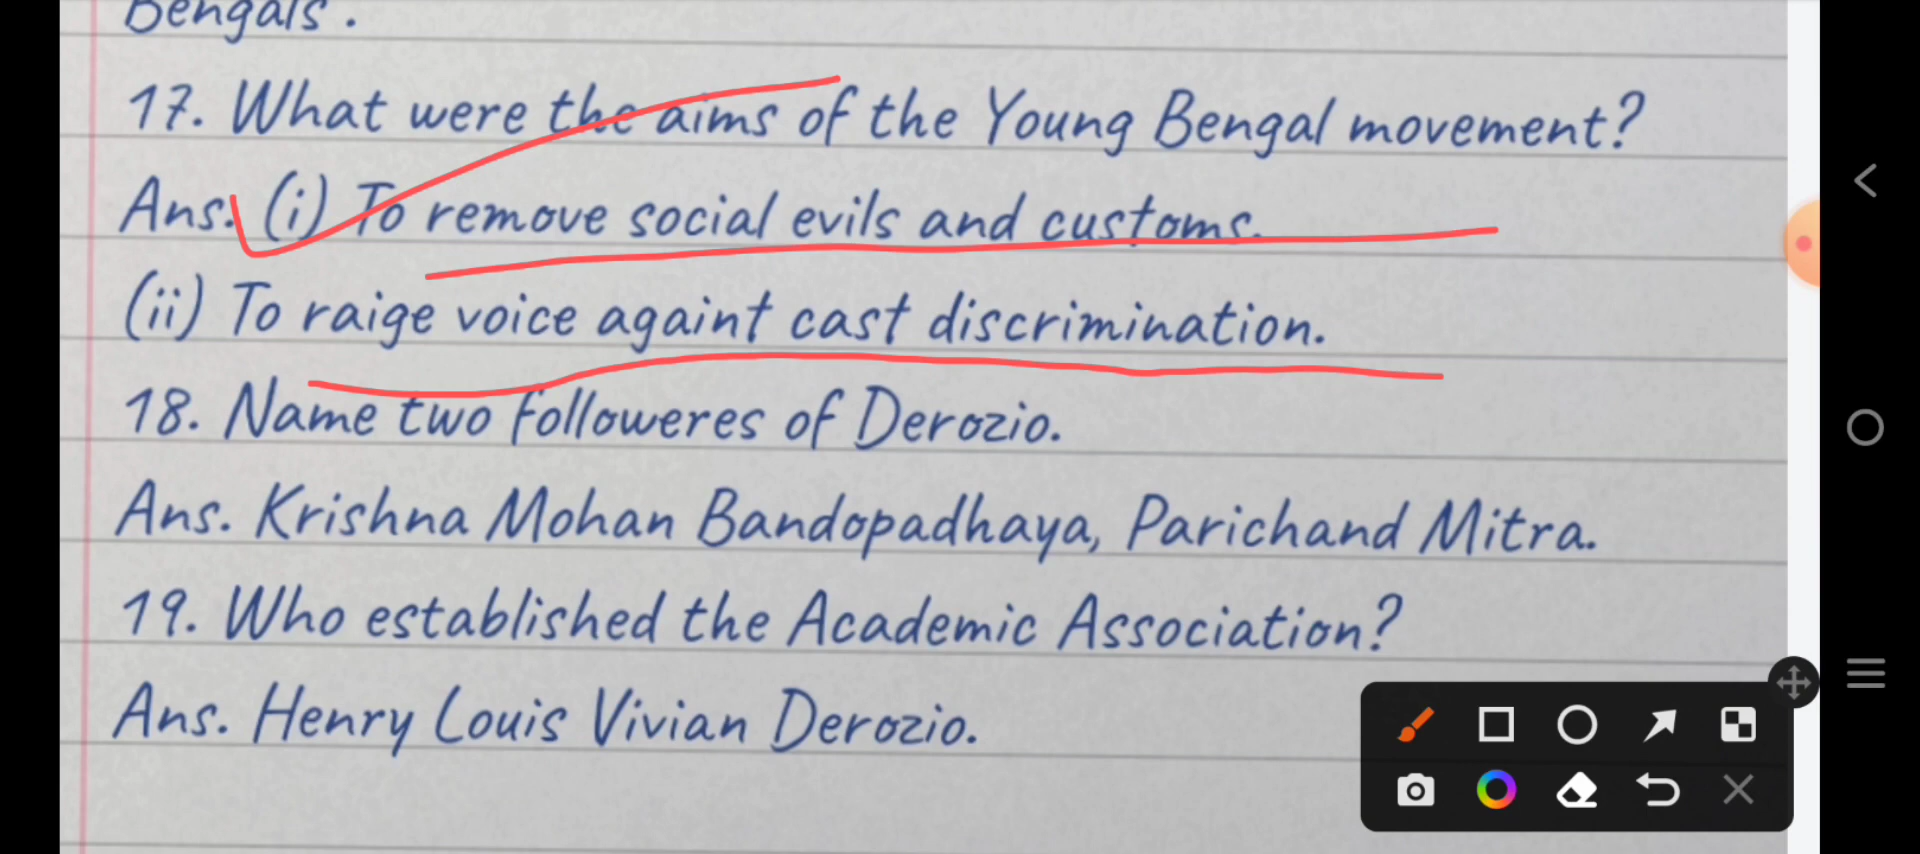 Bengals'.
17. What were the aims of the Young Bengal movement?
Ans. (i) To remove social evils and customs.
(ii) To raige voice againt cast discrimination.
18. Name two followeres of Derozio.
Ans. Krishna Mohan Bandopadhaya, Parichand Mitra.
19. Who established the Academic Association?
Ans. Henry Louis Vivian Derozio.